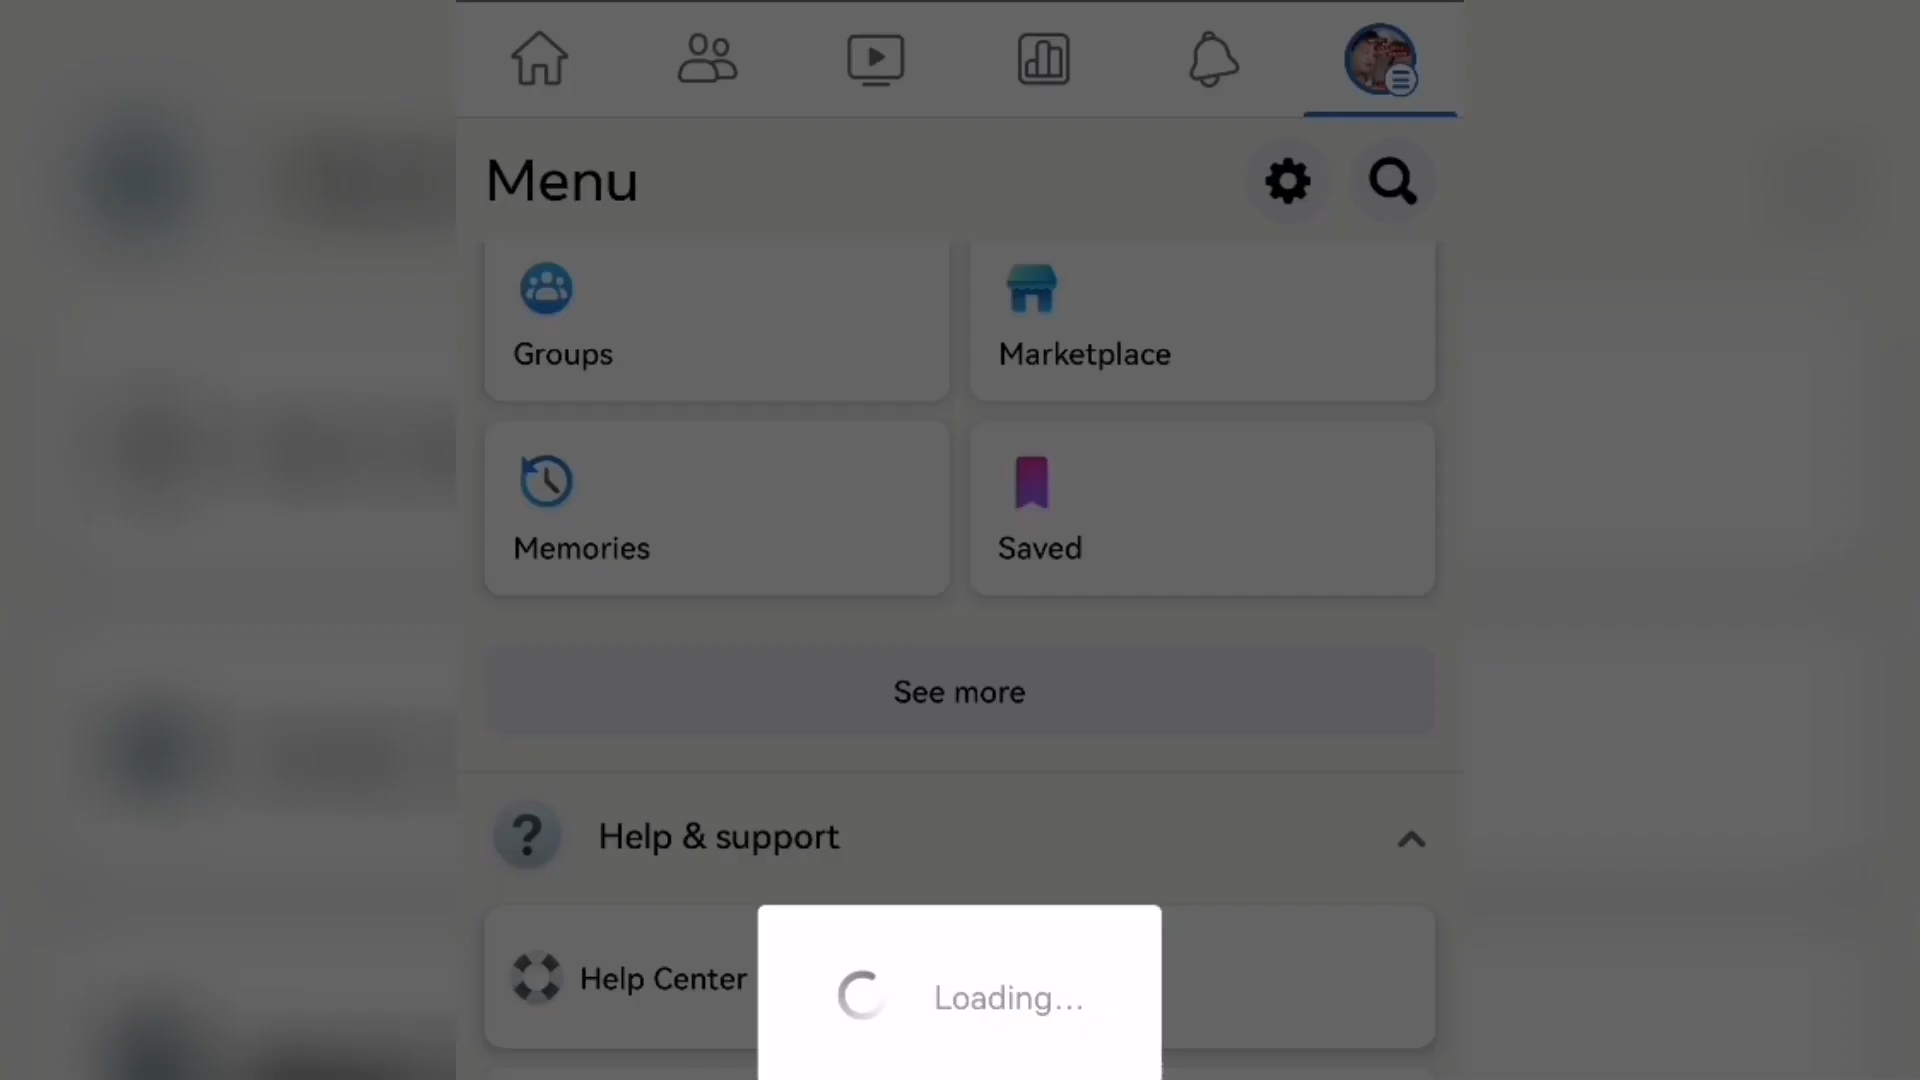 Menu
Groups
Marketplace
Memories
Saved
See more
Help & support
Help Center
Loading...